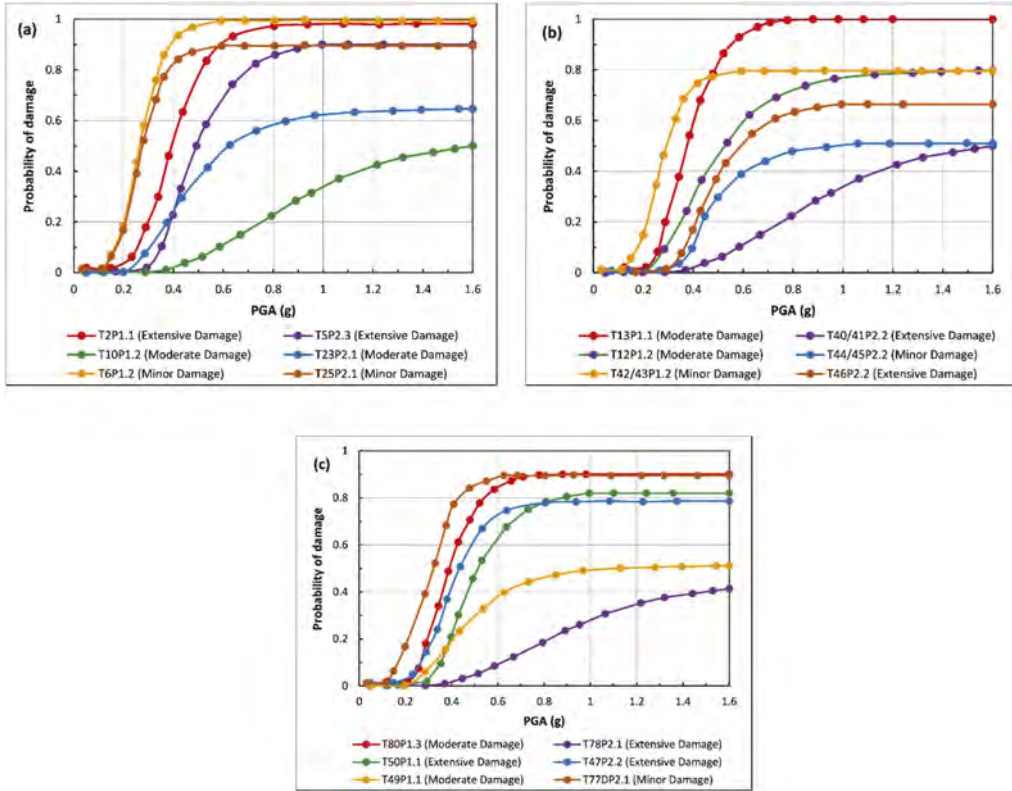 (a)
Probability of damage
1
0.8
0.6
0.4
0.2
0
0 0.2 0.4 0.6 0.8 1 1.2 1.4 1.6
PGA (g)
T2P1.1 (Extensive Damage) T5P2.3 (Extensive Damage)
T10P1.2 (Moderate Damage) T23P2.1 (Moderate Damage)
T6P1.2 (Minor Damage) T25P2.1 (Minor Damage)
(b)
Probability of damage
1
0.8
0.6
0.4
0.2
0
0 0.2 0.4 0.6 0.8 1 1.2 1.4 1.6
PGA (g)
T13P1.1 (Moderate Damage) T40/41P2.2 (Extensive Damage)
T12P1.2 (Moderate Damage) T44/45P2.2 (Minor Damage)
T42/43P1.2 (Minor Damage) T46P2.2 (Extensive Damage)
(c)
Probability of damage
1
0.8
0.6
0.4
0.2
0
0 0.2 0.4 0.6 0.8 1 1.2 1.4 1.6
PGA (g)
T80P1.3 (Moderate Damage) T78P2.1 (Extensive Damage)
T50P1.1 (Extensive Damage) T47P2.2 (Extensive Damage)
T49P1.1 (Moderate Damage) T77DP2.1 (Minor Damage)